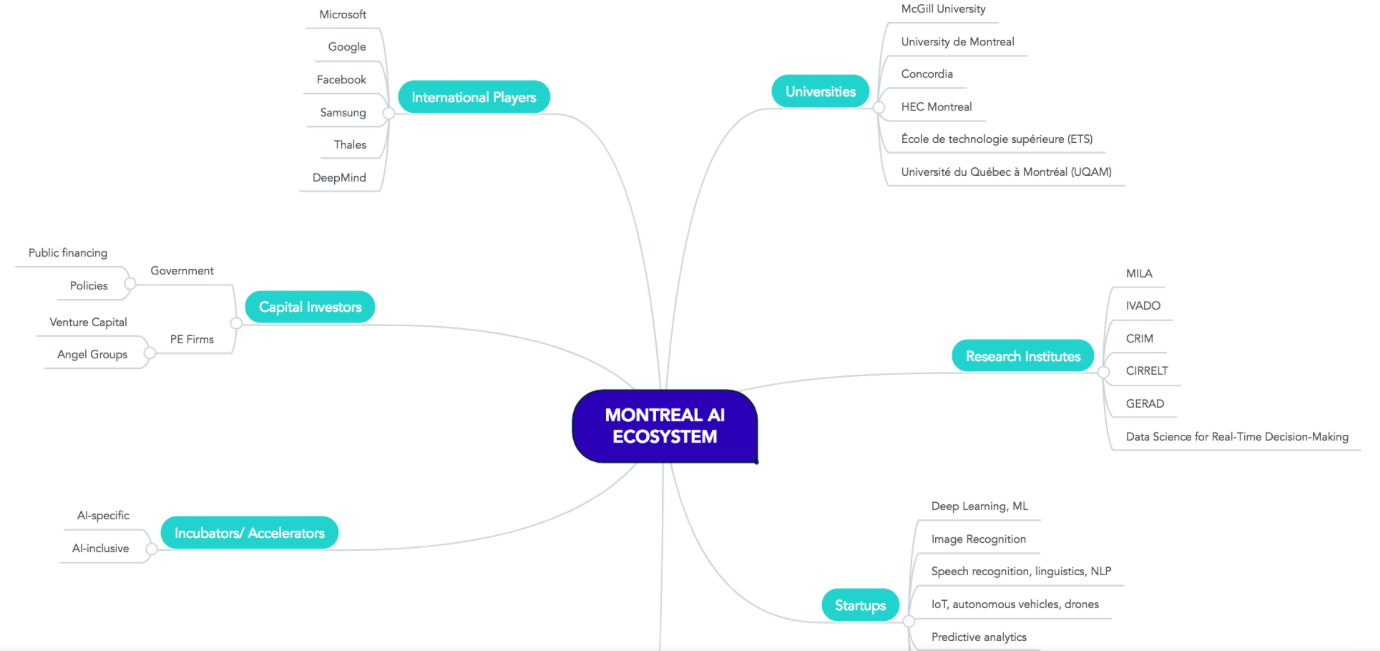 Microsoft
Google
Facebook
Samsung
Thales
DeepMind
International Players
McGill University
University de Montreal
Concordia
HEC Montreal
École de technologie supérieure (ETS)
Université du Québec à Montréal (UQAM)
Universities
Public financing
Policies
Government
Venture Capital
Angel Groups
PE Firms
Capital Investors
MILA
IVADO
CRIM
CIRRELT
GERAD
Data Science for Real-Time Decision-Making
Research Institutes
MONTREAL AI
ECOSYSTEM
AI-specific
AI-inclusive
Incubators/ Accelerators
Deep Learning, ML
Image Recognition
Speech recognition, linguistics, NLP
IoT, autonomous vehicles, drones
Predictive analytics
Startups